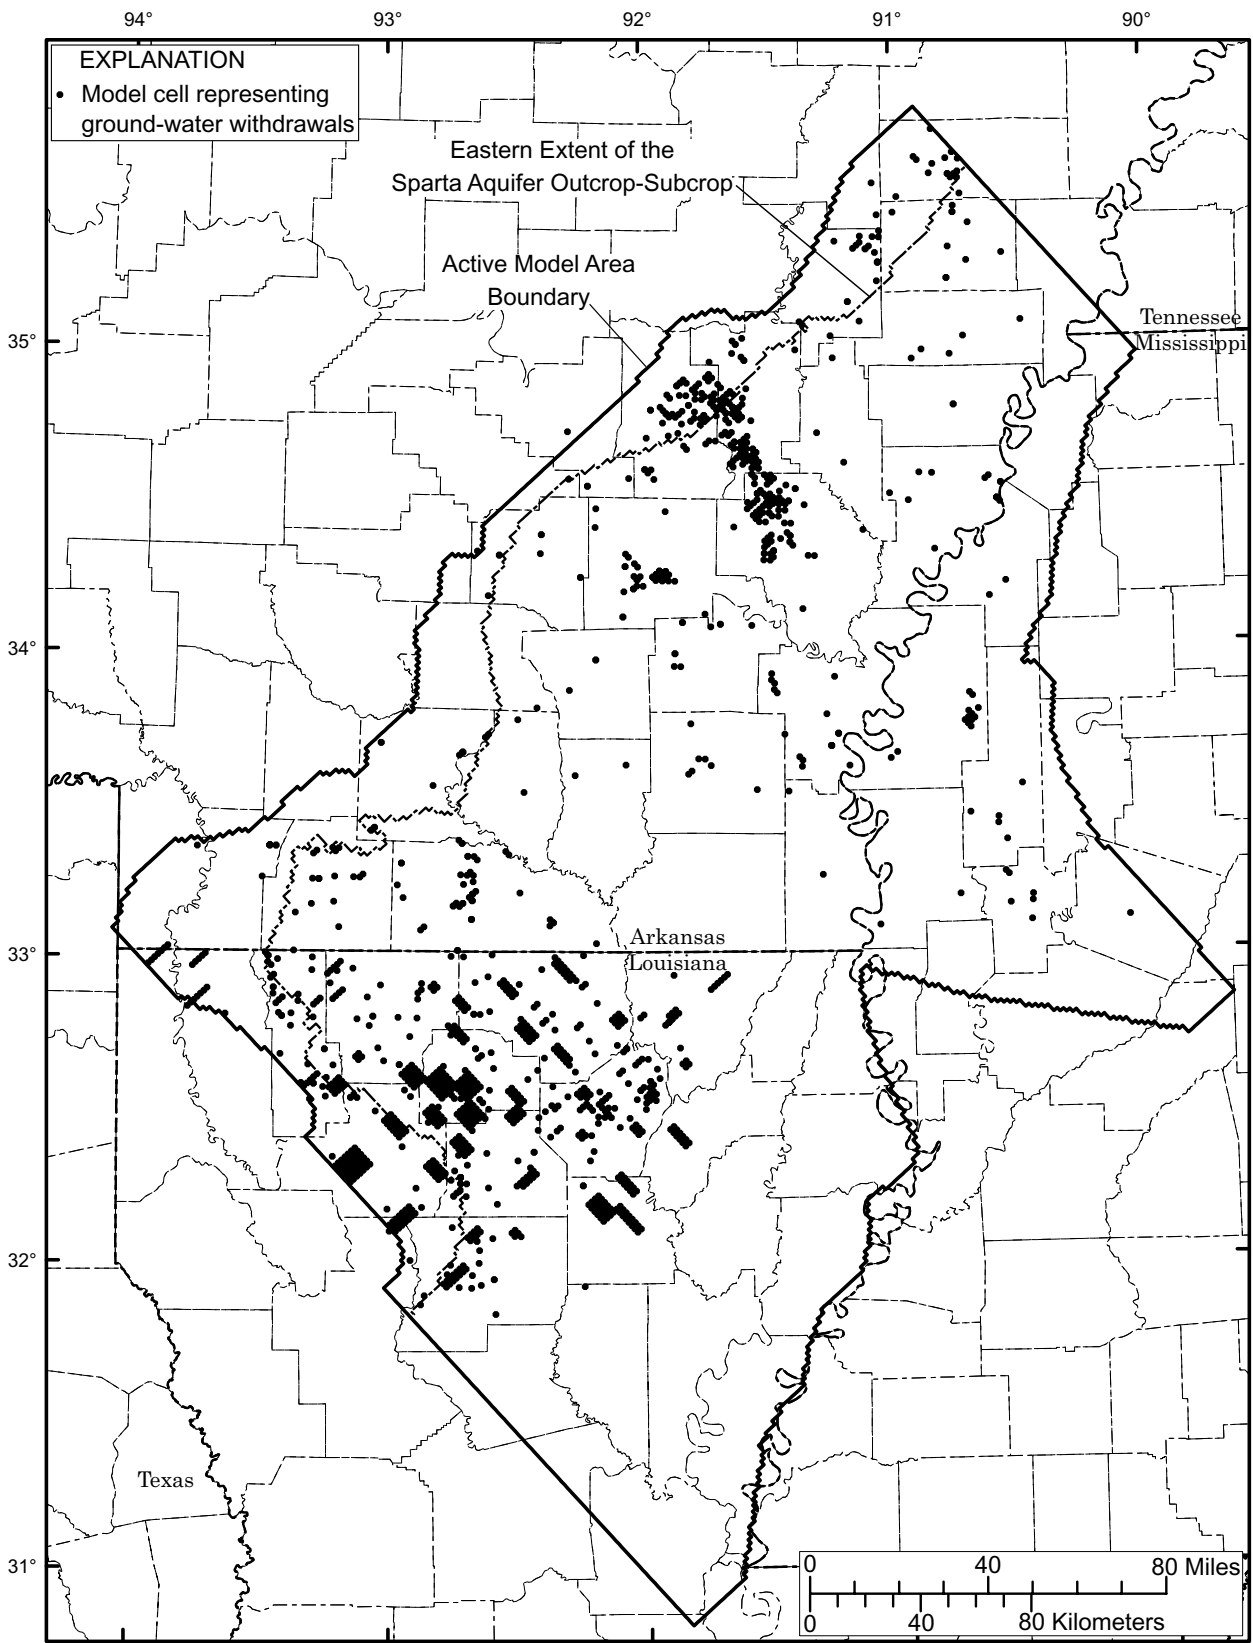 94° 93° 92° 91° 90°
EXPLANATION
Model cell representing
ground-water withdrawals
Eastern Extent of the
Sparta Aquifer Outcrop-Subcrop
Active Model Area
Boundary
35°
Tennessee
Mississippi
34°
33°
Arkansas
Louisiana
32°
Texas
31°
0 40 80 Miles
0 40 80 Kilometers